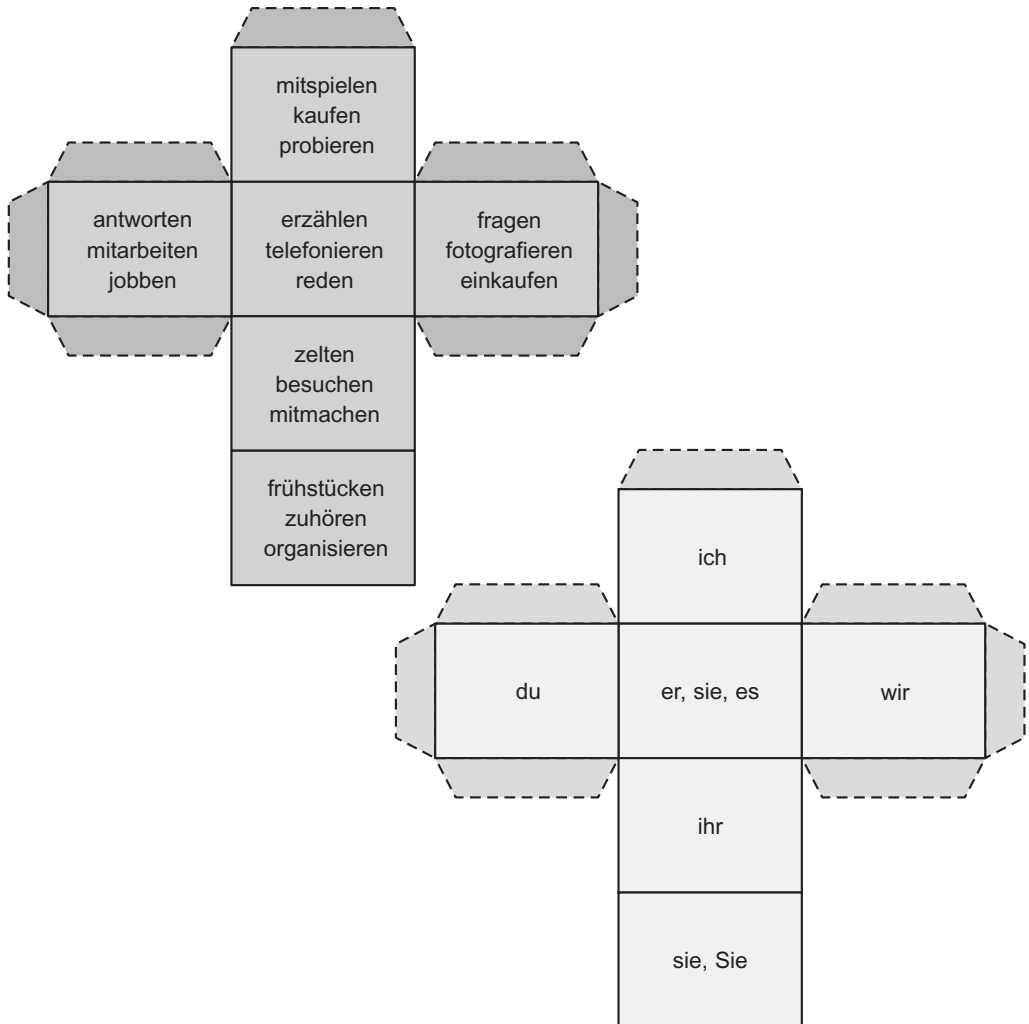 mitspielen
kaufen
probieren
antworten
mitarbeiten
jobben
erzählen
telefonieren
reden
fragen
fotografieren
einkaufen
zelten
besuchen
mitmachen
frühstücken
zuhören
organisieren
ich
du
er, sie, es
wir
ihr
sie, Sie